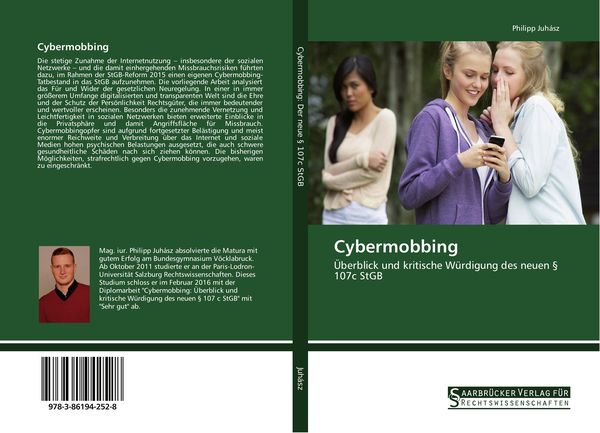 Cybermobbing
Die stetige Zunahme der Internetnutzung – insbesondere der sozialen
Netzwerke – und die damit einhergehenden Missbrauchsrisiken führten
dazu, im Rahmen der StGB-Reform 2015 einen eigenen Cybermobbing-
Tatbestand in das StGB aufzunehmen. Die vorliegende Arbeit analysiert
das Für und Wider der gesetzlichen Neuregelung. In einer in immer
größerem Umfange digitalisierten und transparenten Welt sind die Ehre
und der Schutz der Persönlichkeit Rechtsgüter, die immer bedeutender
und wertvoller erscheinen. Besonders die zunehmende Vernetzung und
Leichtfertigkeit in sozialen Netzwerken bieten erweiterte Einblicke in
die Privatsphäre und damit Angriffsfläche für Missbrauch.
Cybermobbingopfer sind aufgrund fortgesetzter Belästigung und meist
enormer Reichweite und Verbreitung über das Internet und soziale
Medien hohen psychischen Belastungen ausgesetzt, die auch schwere
gesundheitliche Schäden nach sich ziehen können. Die bisherigen
Möglichkeiten, strafrechtlich gegen Cybermobbing vorzugehen, waren
zu eingeschränkt.
Mag. iur. Philipp Juhász absolvierte die Matura mit
gutem Erfolg am Bundesgymnasium Vöcklabruck.
Ab Oktober 2011 studierte er an der Paris-Lodron-
Universität Salzburg Rechtswissenschaften. Dieses
Studium schloss er im Februar 2016 mit der
Diplomarbeit "Cybermobbing: Überblick und
kritische Würdigung des neuen § 107 c StGB" mit
"Sehr gut" ab.
978-3-86194-252-8
Cybermobbing: Der neue § 107c StGB
Juhász
Philipp Juhász
Cybermobbing
Überblick und kritische Würdigung des neuen §
107c StGB
SAARBRÜCKER VERLAG FÜR
RECHTSWISSENSCHAFTEN